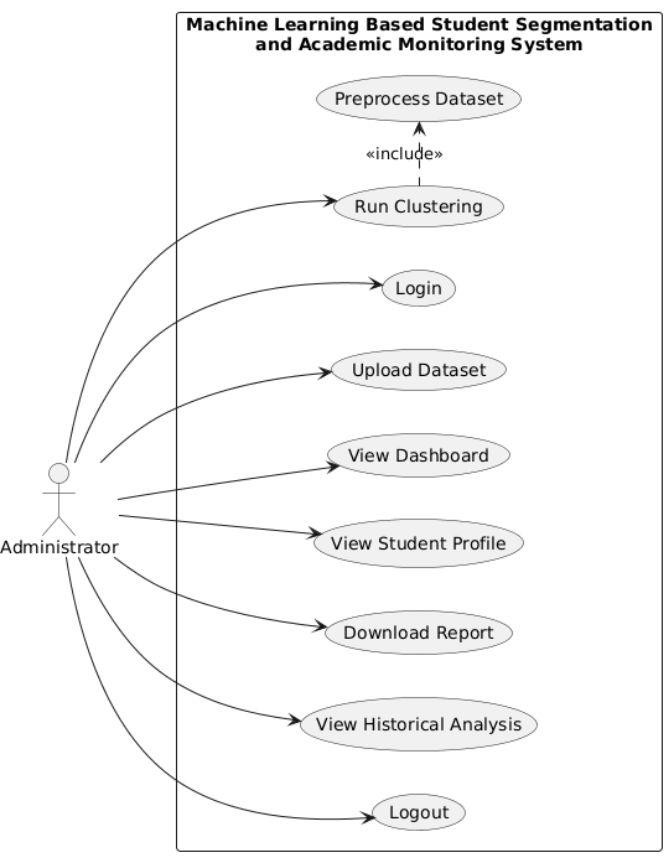 Machine Learning Based Student Segmentation
and Academic Monitoring System
Preprocess Dataset
«include»
Run Clustering
Login
Upload Dataset
View Dashboard
View Student Profile
Administrator
Download Report
View Historical Analysis
Logout